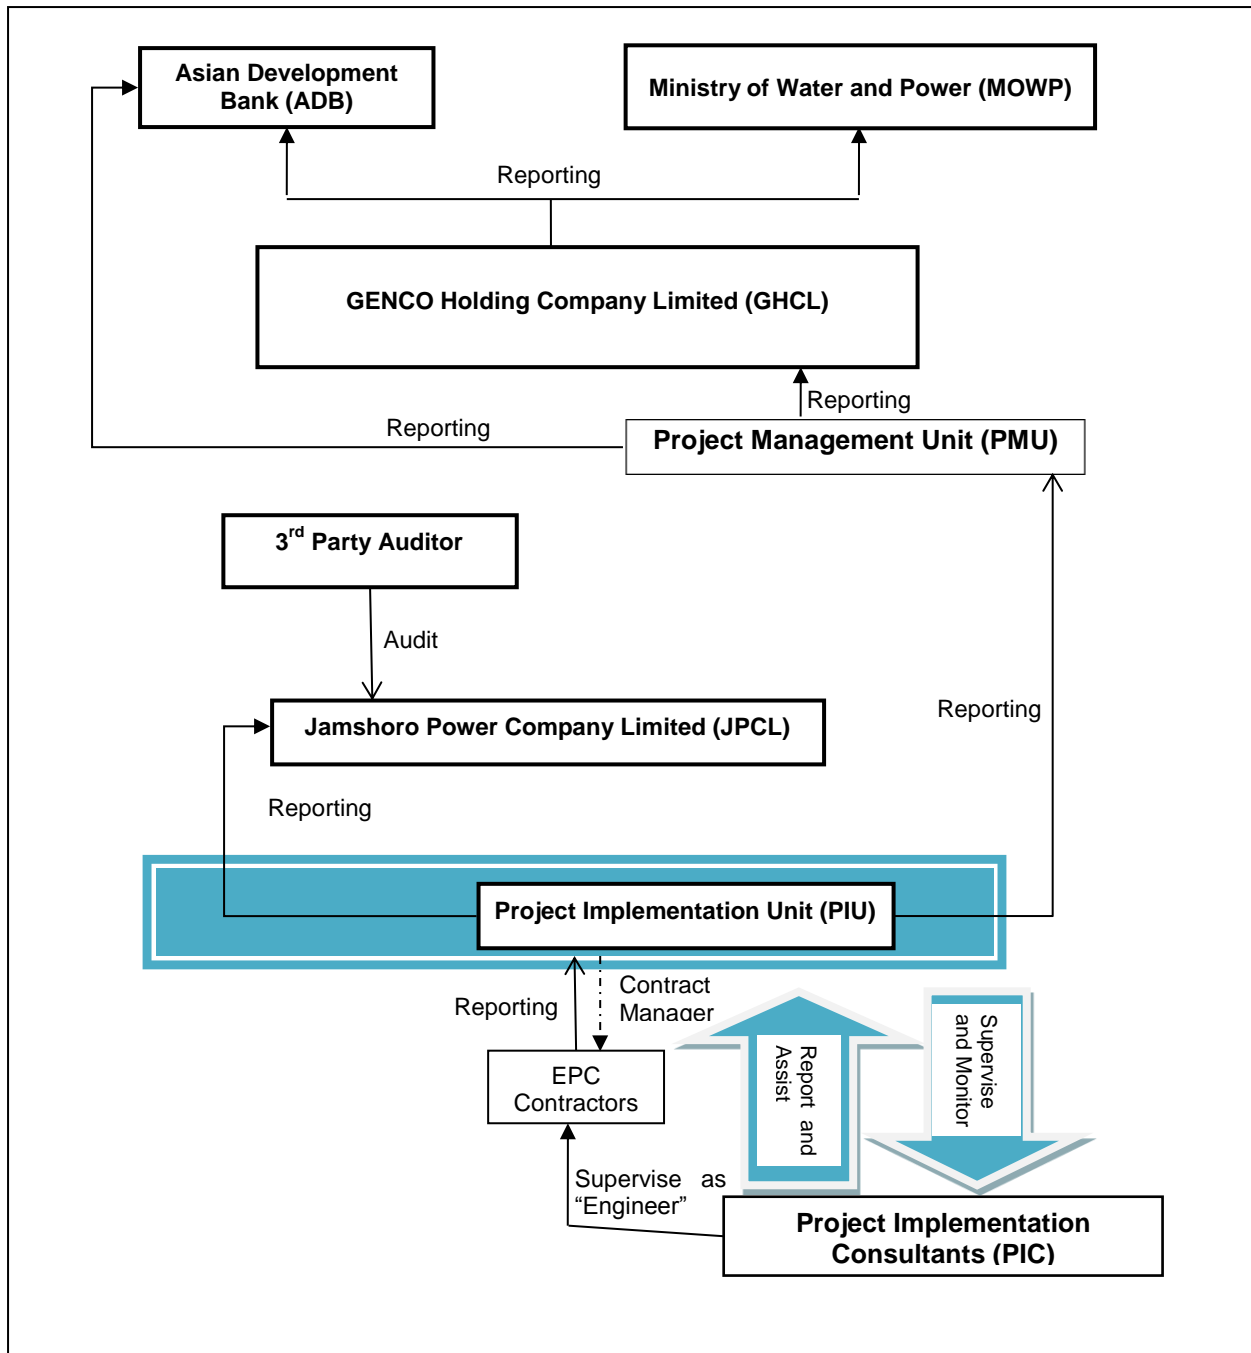 Asian Development
Bank (ADB)
Ministry of Water and Power (MOWP)
Reporting
GENCO Holding Company Limited (GHCL)
Reporting
Reporting
Project Management Unit (PMU)
3rd Party Auditor
Audit
Reporting
Jamshoro Power Company Limited (JPCL)
Reporting
Project Implementation Unit (PIU)
Reporting
Contract
Manager
EPC
Contractors
Report and
Assist
Supervise
and Monitor
Supervise as
“Engineer”
Project Implementation
Consultants (PIC)